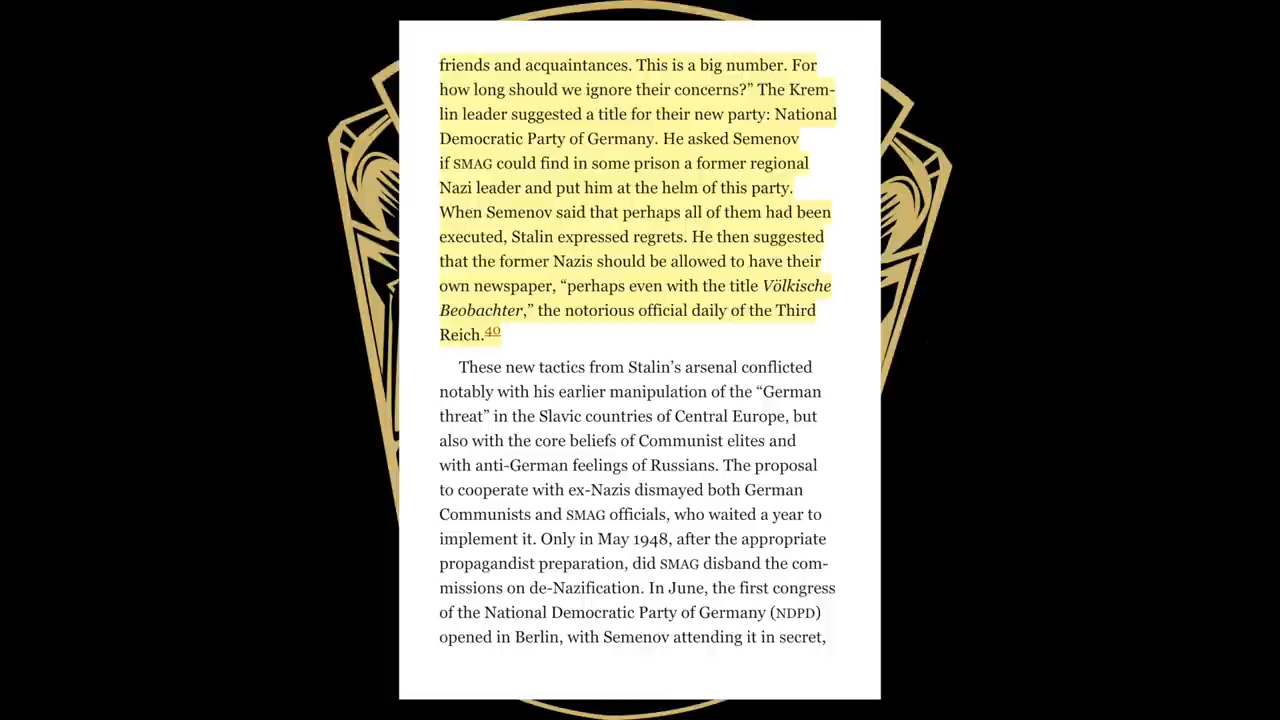 friends and acquaintances. This is a big number. For
how long should we ignore their concerns?” The Krem-
lin leader suggested a title for their new party: National
Democratic Party of Germany. He asked Semenov
if SMAG could find in some prison a former regional
Nazi leader and put him at the helm of this party.
When Semenov said that perhaps all of them had been
executed, Stalin expressed regrets. He then suggested
that the former Nazis should be allowed to have their
own newspaper, “perhaps even with the title Völkische
Beobachter,” the notorious official daily of the Third
Reich.40
These new tactics from Stalin’s arsenal conflicted
notably with his earlier manipulation of the “German
threat” in the Slavic countries of Central Europe, but
also with the core beliefs of Communist elites and
with anti-German feelings of Russians. The proposal
to cooperate with ex-Nazis dismayed both German
Communists and SMAG officials, who waited a year to
implement it. Only in May 1948, after the appropriate
propagandist preparation, did SMAG disband the com-
missions on de-Nazification. In June, the first congress
of the National Democratic Party of Germany (NDPD)
opened in Berlin, with Semenov attending it in secret,